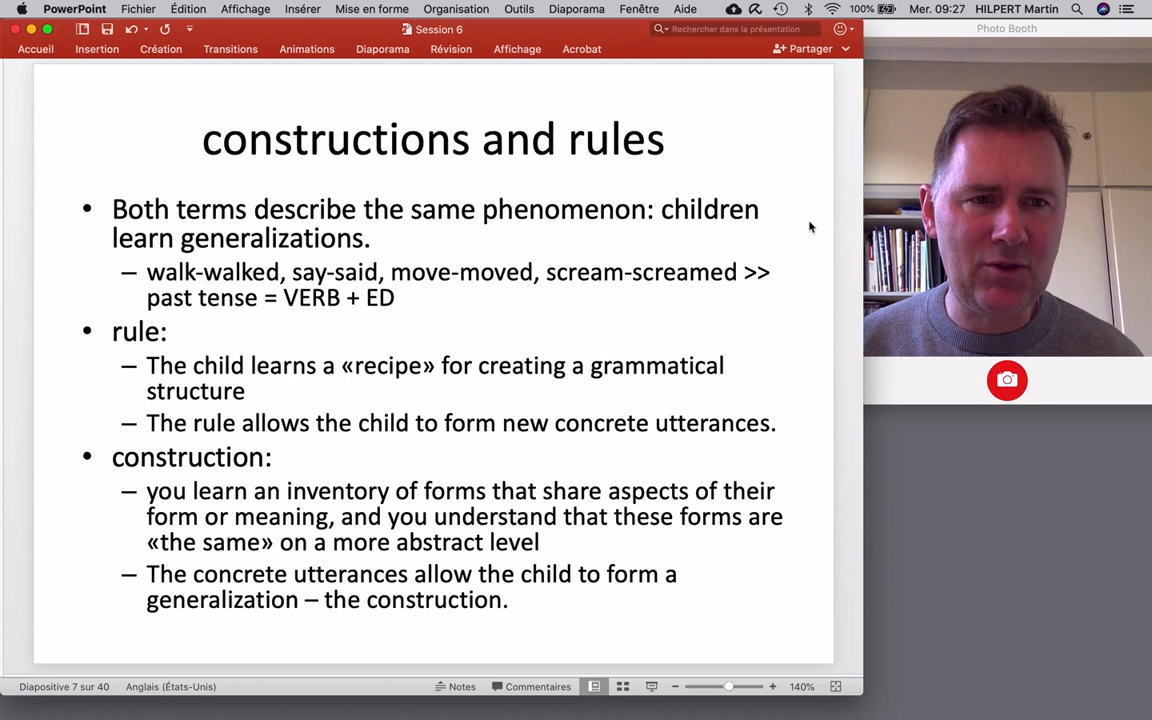 PowerPoint Fichier Édition Affichage Insérer Mise en forme Organisation Outils Diaporama Fenêtre Aide 100% Mer. 09:27 HILPERT Martin
Session 6
Rechercher dans la présentation
Photo Booth
Accueil Insertion Création Transitions Animations Diaporama Révision Affichage Acrobat Partager
constructions and rules
• Both terms describe the same phenomenon: children
learn generalizations.
– walk-walked, say-said, move-moved, scream-screamed >>
past tense = VERB + ED
• rule:
– The child learns a «recipe» for creating a grammatical
structure
– The rule allows the child to form new concrete utterances.
• construction:
– you learn an inventory of forms that share aspects of their
form or meaning, and you understand that these forms are
«the same» on a more abstract level
– The concrete utterances allow the child to form a
generalization – the construction.
Diapositive 7 sur 40 Anglais (États-Unis) Notes Commentaires 140%